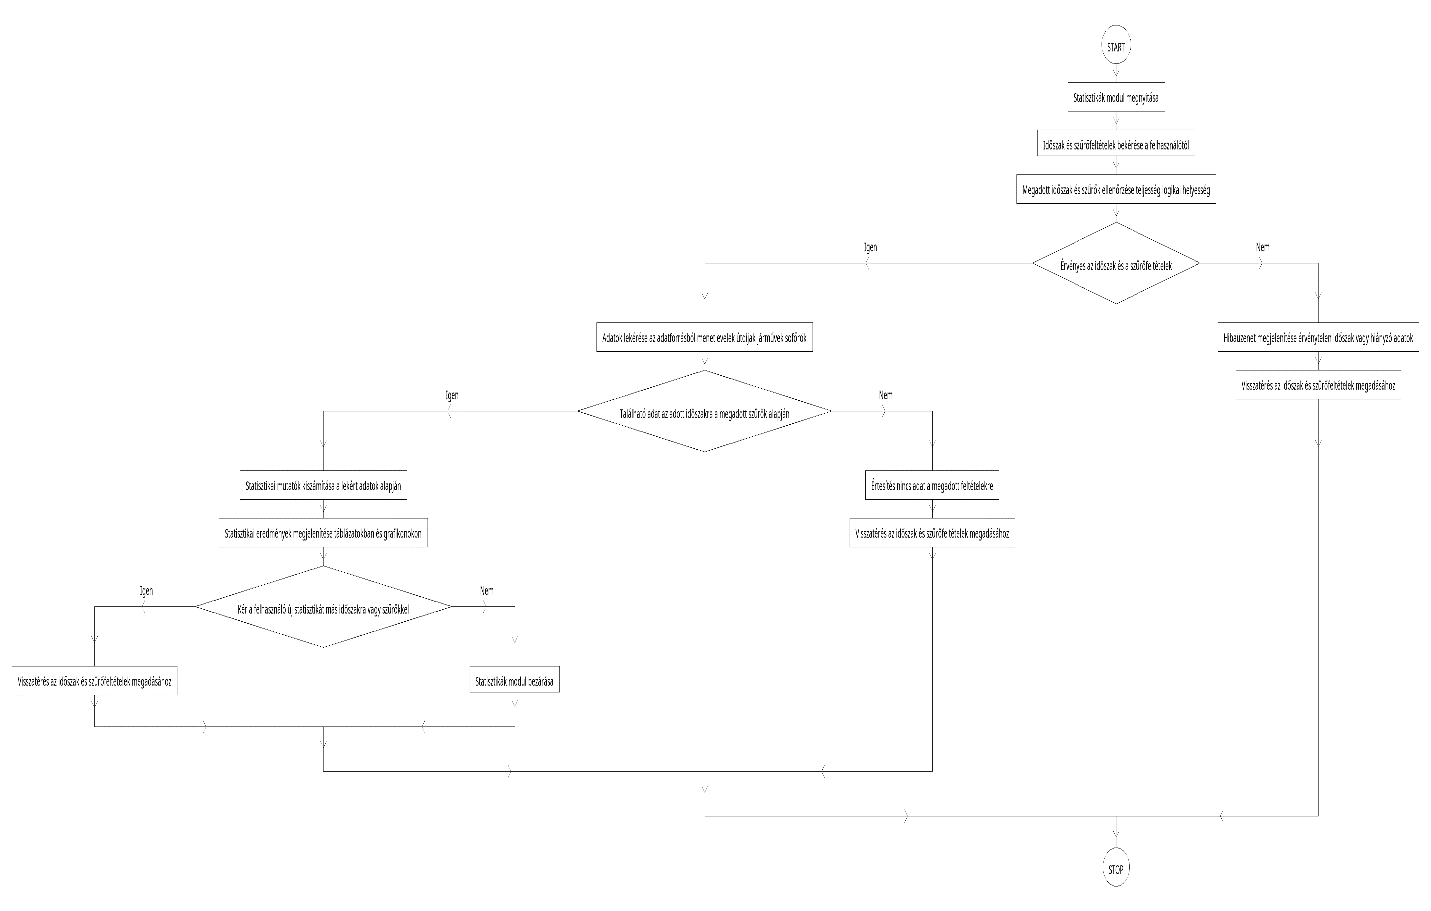 START
Statisztikák modul megnyitása
Időszak és szűrőfeltételek bekérése a felhasználótól
Megadott időszak és szűrők ellenőrzése teljesség logikai helyesség
Igen
Nem
Érvényes az időszak és a szűrőfeltételek
Adatok lekérése az adatforrásból menetlevelek útdíjak járművek sofőrök
Hibaüzenet megjelenítése érvénytelen időszak vagy hiányzó adatok
Visszatérés az időszak és szűrőfeltételek megadásához
Igen
Nem
Található adat az adott időszakra a megadott szűrők alapján
Statisztikai mutatók kiszámítása a lekért adatok alapján
Értesítés nincs adat a megadott feltételekre
Statisztikai eredmények megjelenítése táblázatokban és grafikonokon
Visszatérés az időszak és szűrőfeltételek megadásához
Igen
Nem
Kér a felhasználó új statisztikát más időszakra vagy szűrőkkel
Visszatérés az időszak és szűrőfeltételek megadásához
Statisztikák modul bezárása
STOP